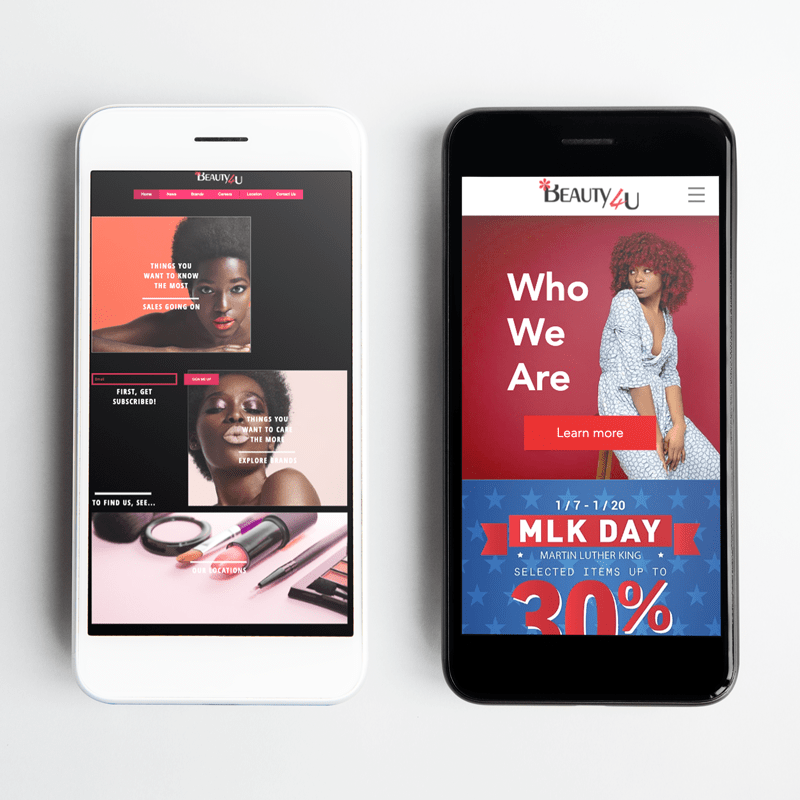 BEAUTY4U
Home News Brands Careers Location Contact Us
THINGS YOU
WANT TO KNOW
THE MOST
SALES GOING ON
Email
SIGN ME UP
FIRST, GET
SUBSCRIBED!
THINGS YOU
WANT TO CARE
THE MORE
EXPLORE BRANDS
TO FIND US, SEE...
OUR LOCATIONS
BEAUTY4U
Who
We
Are
Learn more
1/7 - 1/20
MLK DAY
MARTIN LUTHER KING
SELECTED ITEMS UP TO
30%